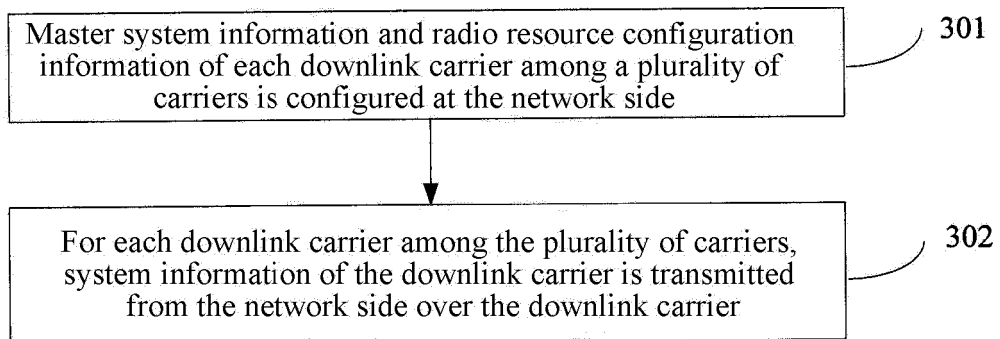 Master system information and radio resource configuration
information of each downlink carrier among a plurality of
carriers is configured at the network side
301
For each downlink carrier among the plurality of carriers,
system information of the downlink carrier is transmitted
from the network side over the downlink carrier
302